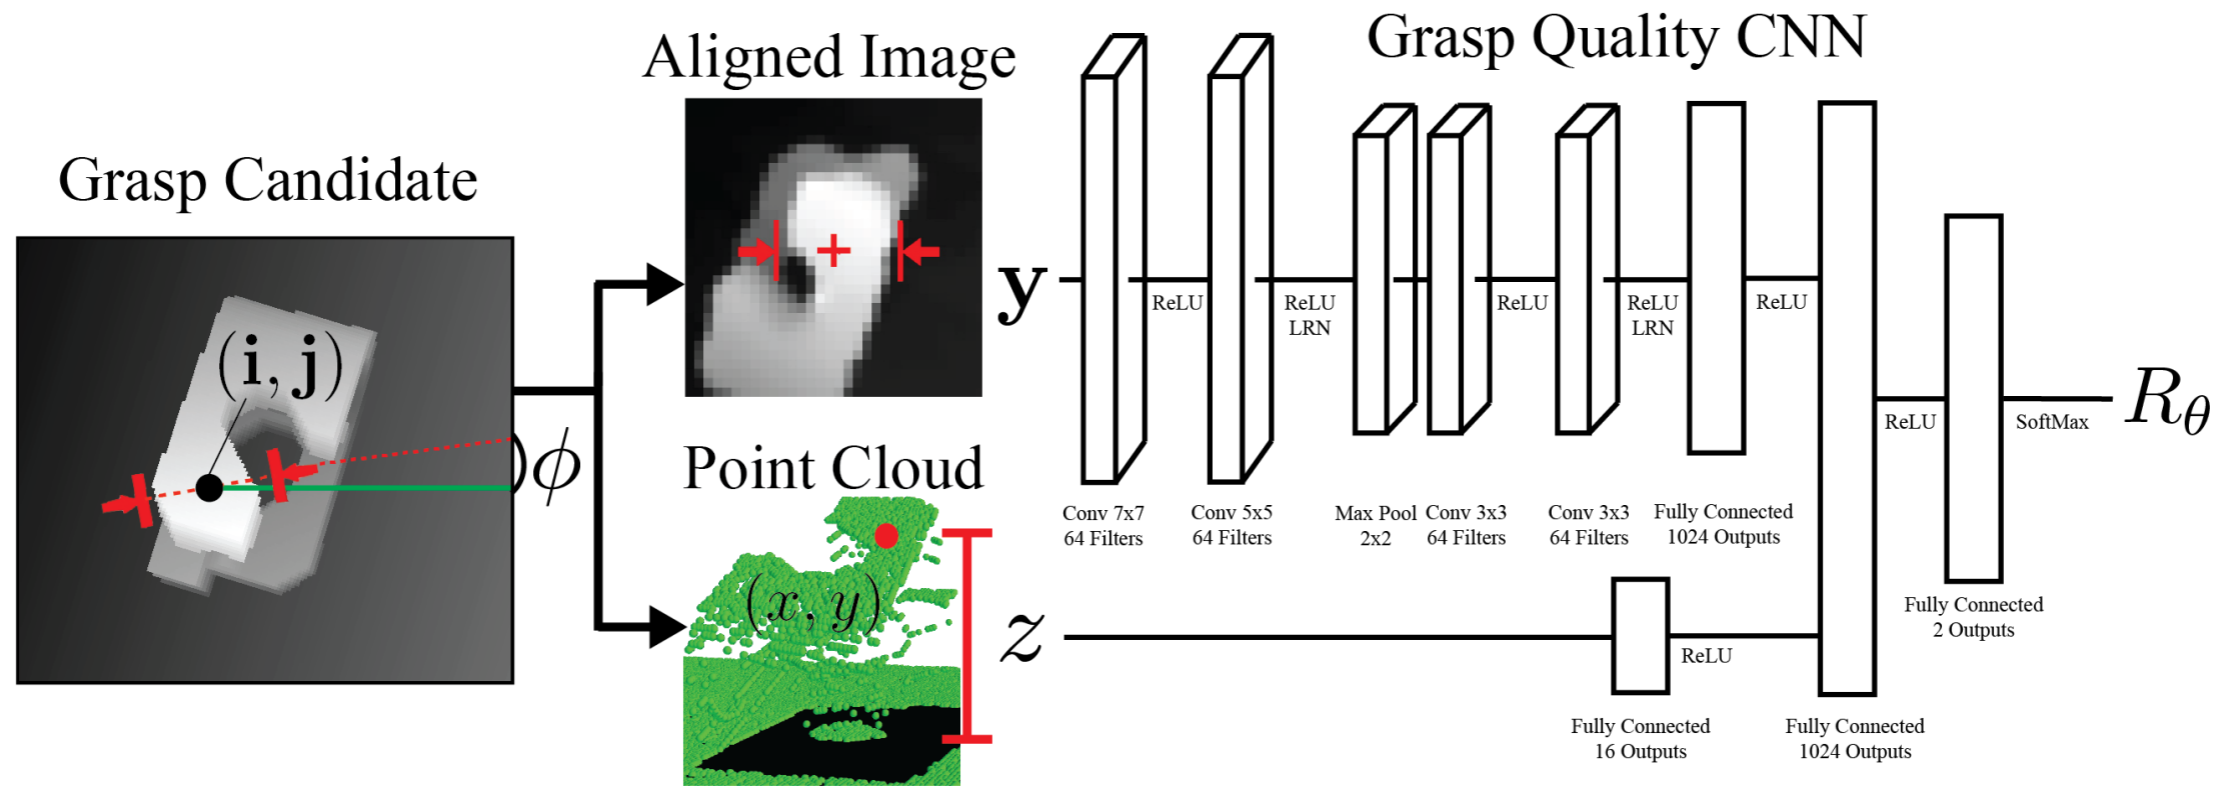 Grasp Candidate
(i, j)
ϕ
Aligned Image
Point Cloud
(x, y)
Grasp Quality CNN
y
ReLU
ReLU
LRN
ReLU
ReLU
LRN
ReLU
Conv 7x7
64 Filters
Conv 5x5
64 Filters
Max Pool
2x2
Conv 3x3
64 Filters
Conv 3x3
64 Filters
Fully Connected
1024 Outputs
z
ReLU
Fully Connected
16 Outputs
Fully Connected
1024 Outputs
ReLU
Fully Connected
2 Outputs
SoftMax
R_θ